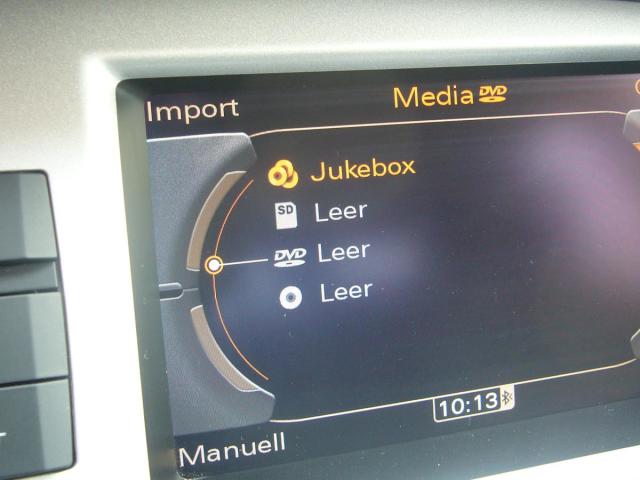 Import
Media DVD
Jukebox
SD Leer
DVD Leer
Leer
10:13
Manuell